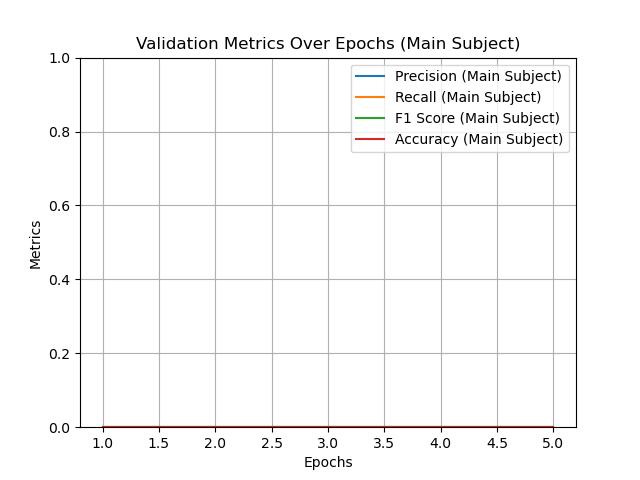 Validation Metrics Over Epochs (Main Subject)
1.0
0.8
0.6
0.4
0.2
0.0
Metrics
Precision (Main Subject)
Recall (Main Subject)
F1 Score (Main Subject)
Accuracy (Main Subject)
1.0 1.5 2.0 2.5 3.0 3.5 4.0 4.5 5.0
Epochs